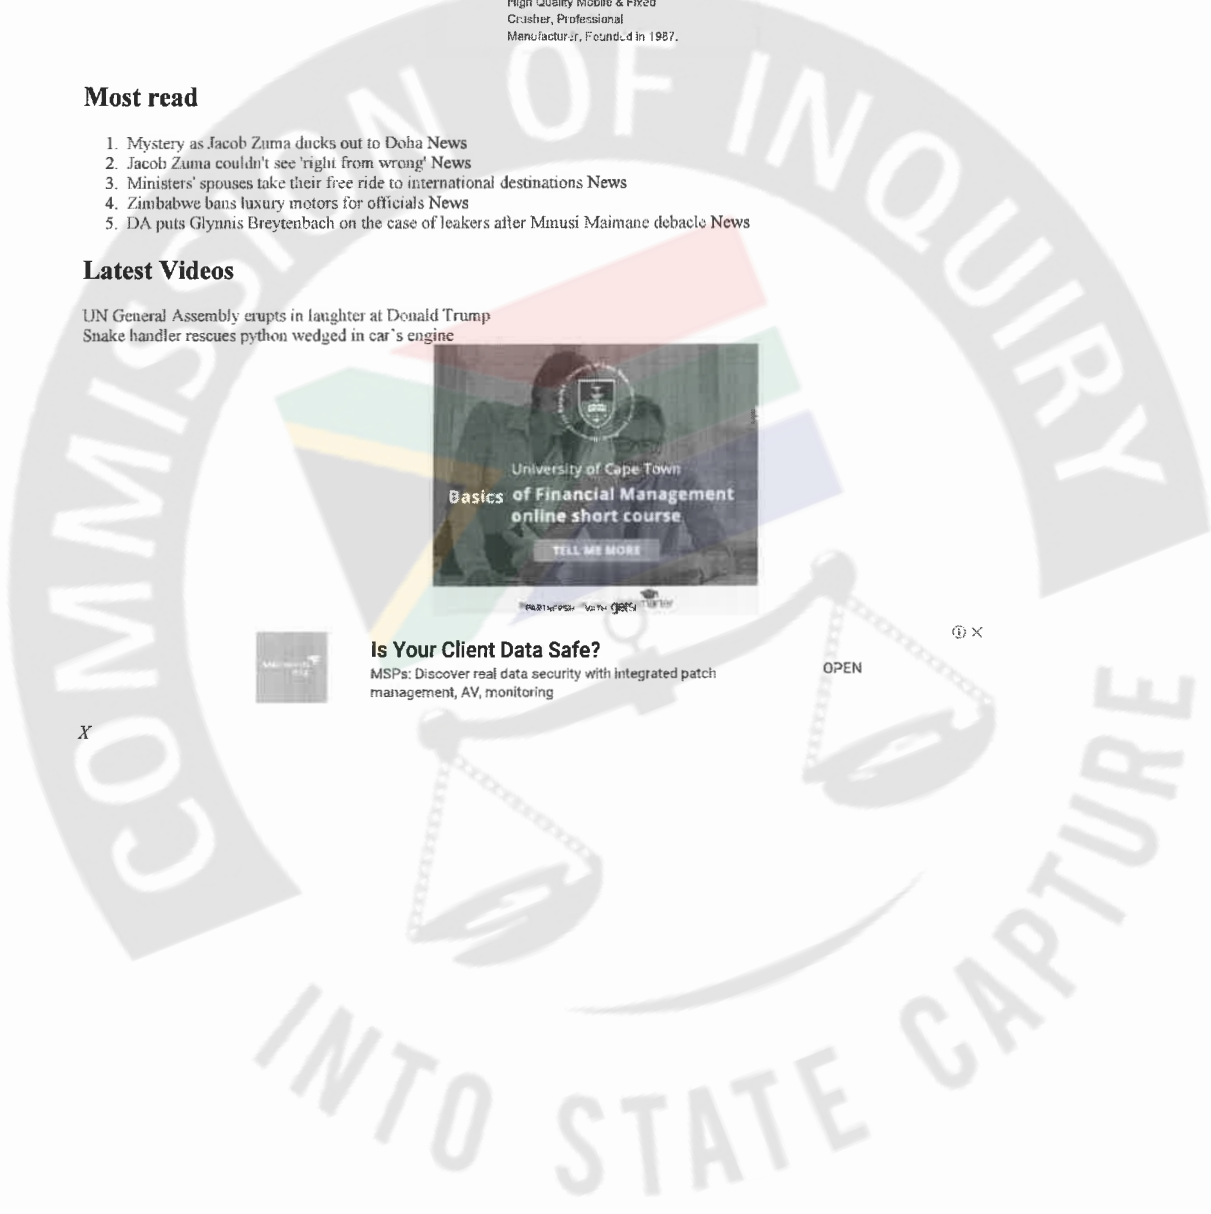 High Quality Mobile & Fixed
Crusher, Professional
Manufacturer, Founded in 1987.
Most read
1. Mystery as Jacob Zuma ducks out to Doha News
2. Jacob Zuma couldn't see 'right from wrong' News
3. Ministers' spouses take their free ride to international destinations News
4. Zimbabwe bans luxury motors for officials News
5. DA puts Glynnis Breytenbach on the case of leakers after Mmusi Maimane debacle News
Latest Videos
UN General Assembly erupts in laughter at Donald Trump
Snake handler rescues python wedged in car's engine
University of Cape Town
Basics of Financial Management
online short course
TELL ME MORE
Is Your Client Data Safe?
MSPs: Discover real data security with integrated patch
management, AV, monitoring
OPEN
X
COMMISSION OF INQUIRY
INTO STATE CAPTURE